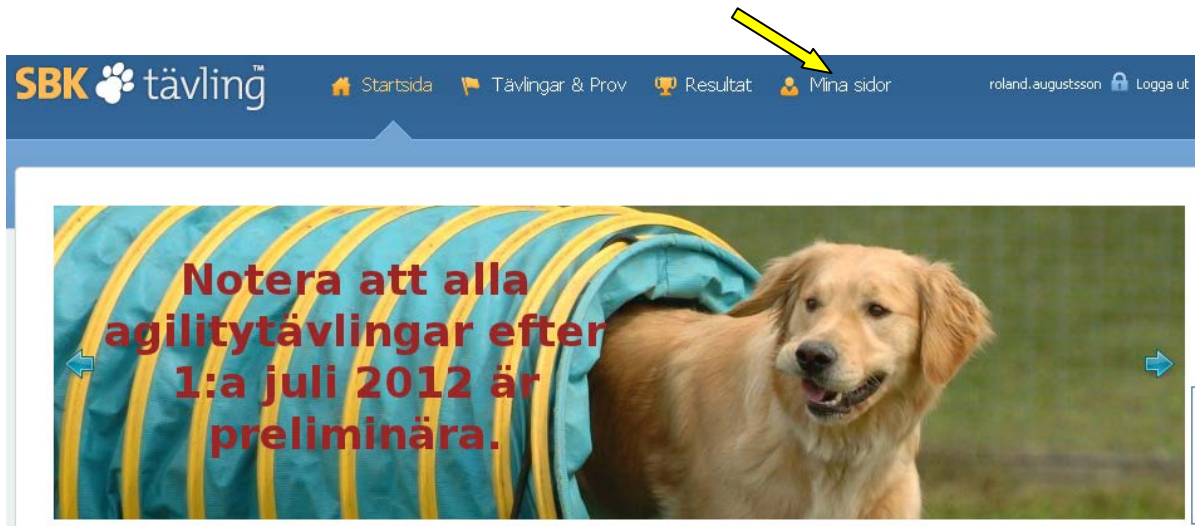 SBK tävling™
Startsida
Tävlingar & Prov
Resultat
Mina sidor
roland.augustsson
Logga ut
Notera att alla
agilitytävlingar efter
1:a juli 2012 är
preliminära.